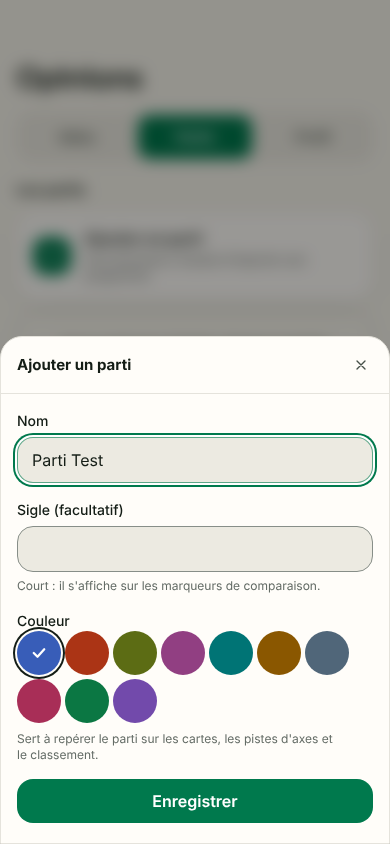 Opinions
Ajouter un parti
Nom
Parti Test
Sigle (facultatif)
Court : il s'affiche sur les marqueurs de comparaison.
Couleur
Sert à repérer le parti sur les cartes, les pistes d'axes et
le classement.
Enregistrer